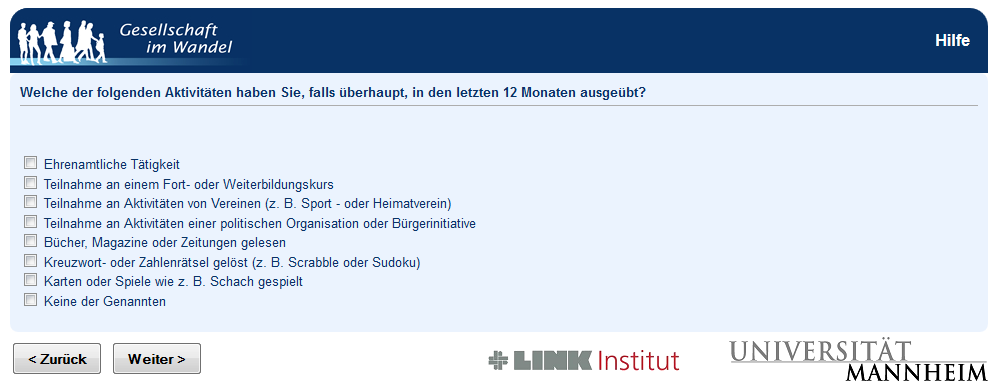 Gesellschaft
im Wandel
Hilfe
Welche der folgenden Aktivitäten haben Sie, falls überhaupt, in den letzten 12 Monaten ausgeübt?
Ehrenamtliche Tätigkeit
Teilnahme an einem Fort- oder Weiterbildungskurs
Teilnahme an Aktivitäten von Vereinen (z. B. Sport - oder Heimatverein)
Teilnahme an Aktivitäten einer politischen Organisation oder Bürgerinitiative
Bücher, Magazine oder Zeitungen gelesen
Kreuzwort- oder Zahlenrätsel gelöst (z. B. Scrabble oder Sudoku)
Karten oder Spiele wie z. B. Schach gespielt
Keine der Genannten
< Zurück Weiter >
LINK Institut
UNIVERSITÄT
MANNHEIM